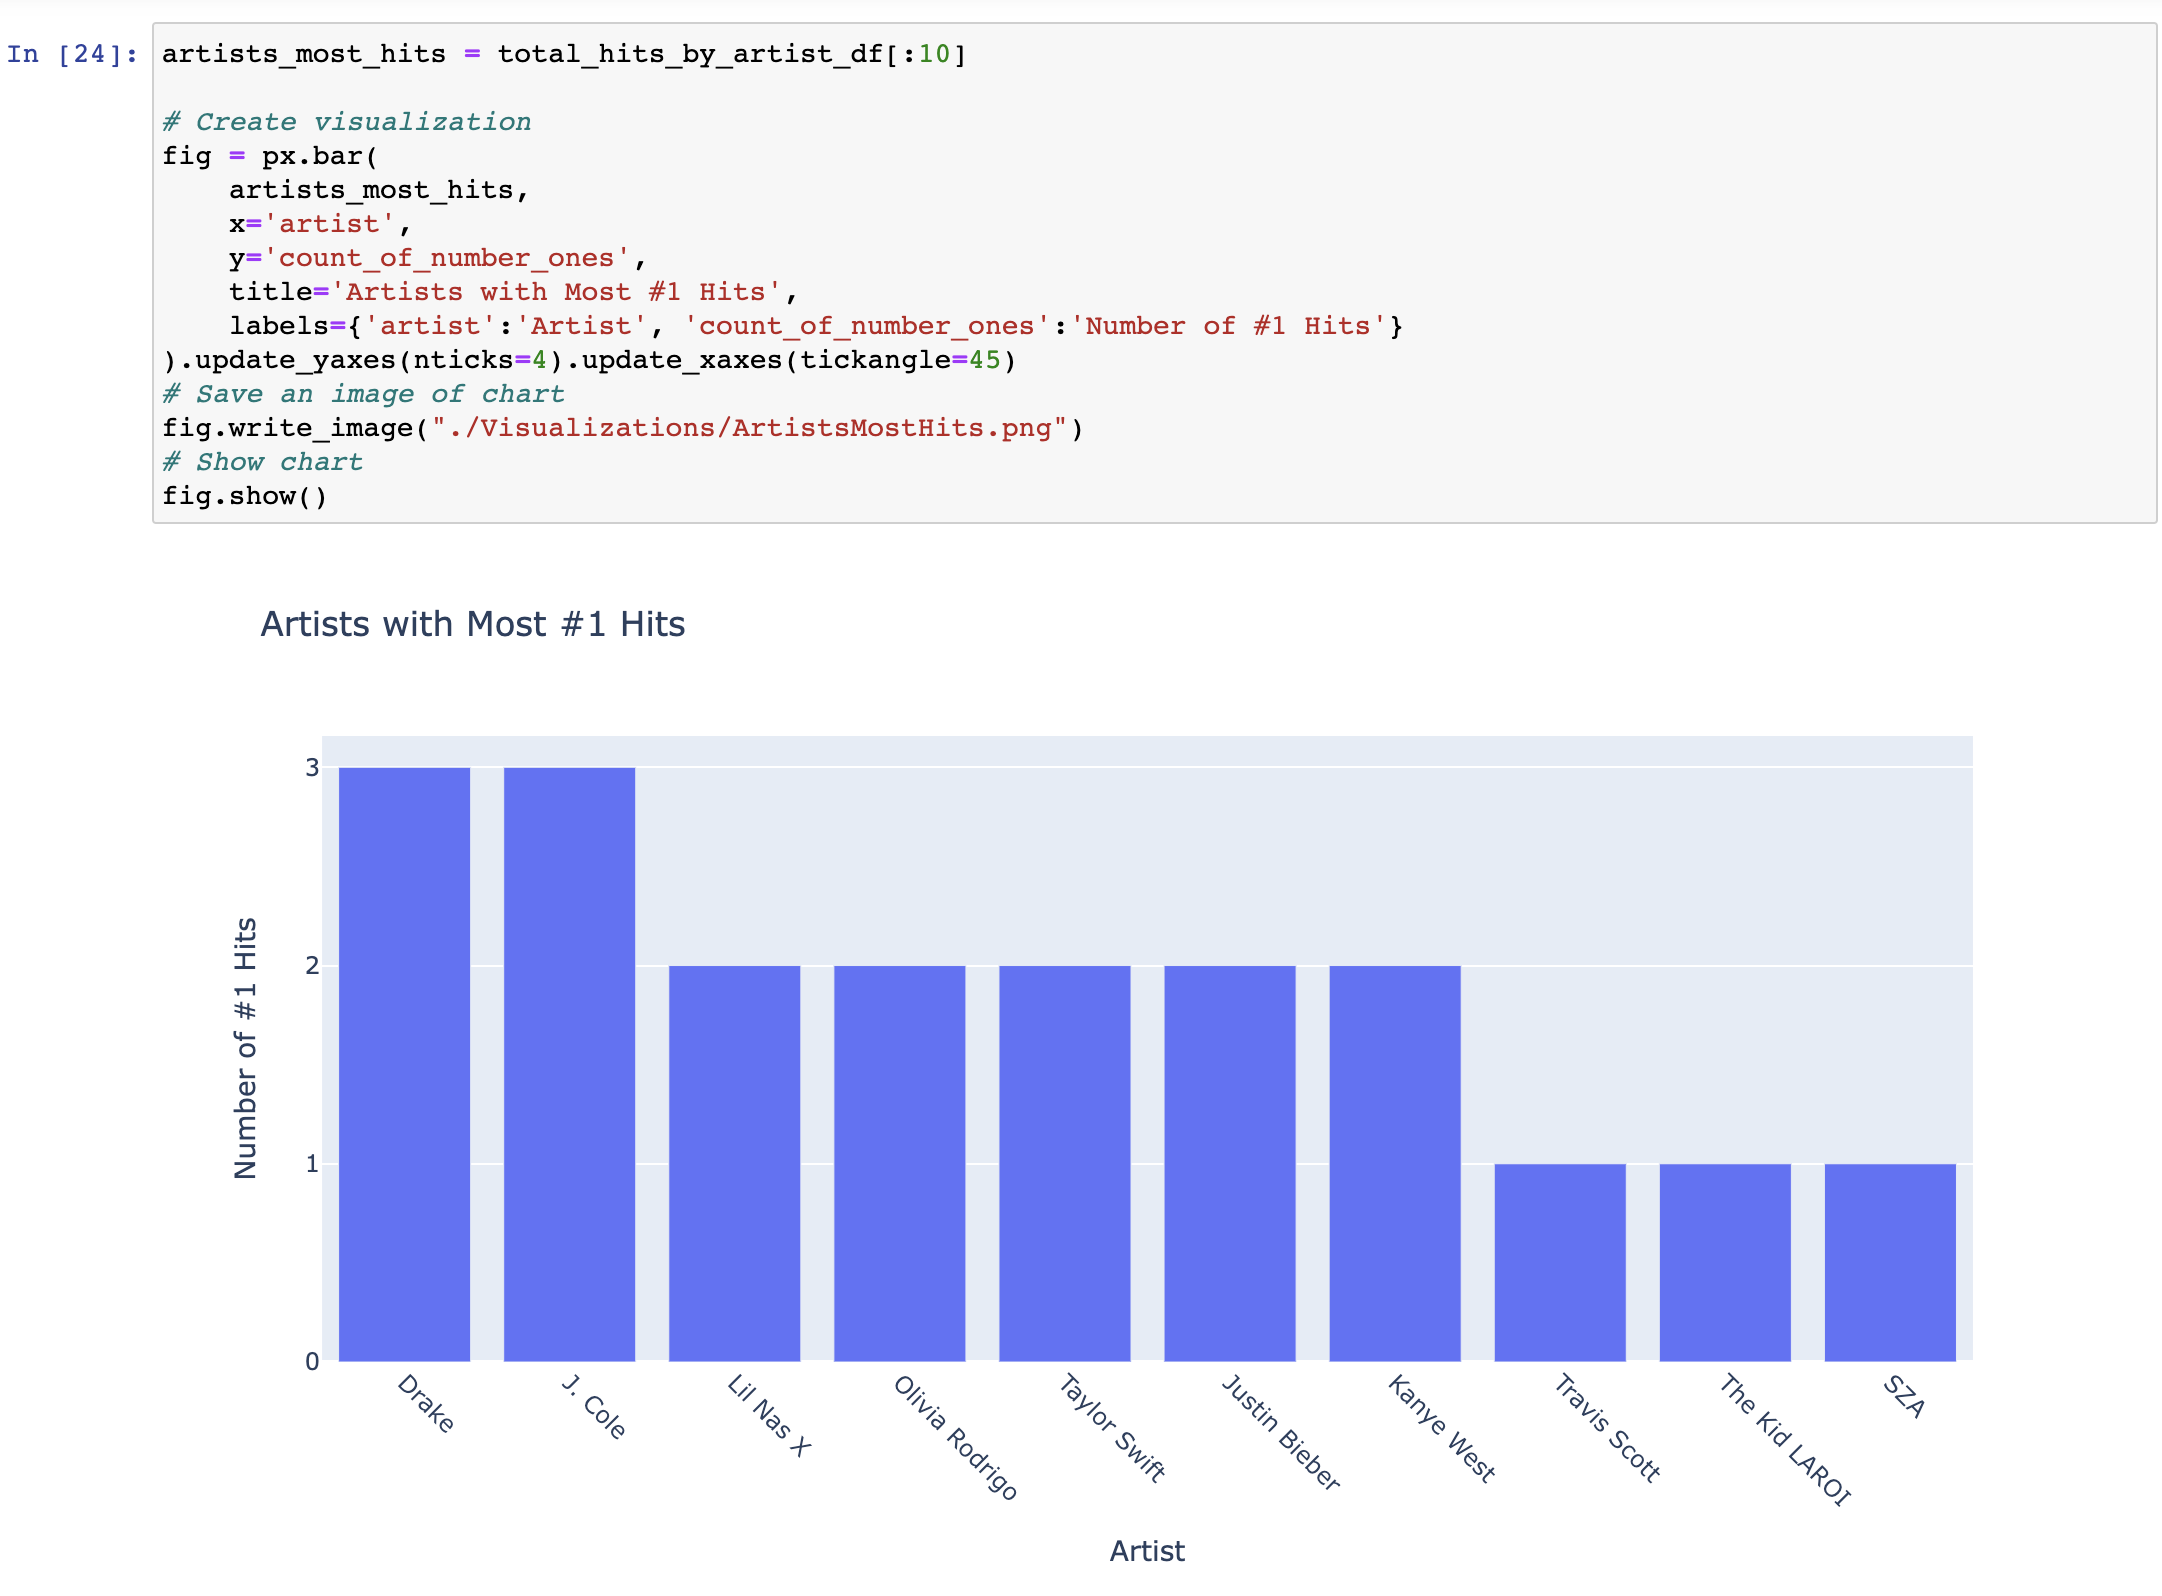 In [24]:
artists_most_hits = total_hits_by_artist_df[:10]
# Create visualization
fig = px.bar(
    artists_most_hits,
    x='artist',
    y='count_of_number_ones',
    title='Artists with Most #1 Hits',
    labels={'artist':'Artist', 'count_of_number_ones':'Number of #1 Hits'}
).update_yaxes(nticks=4).update_xaxes(tickangle=45)
# Save an image of chart
fig.write_image("./Visualizations/ArtistsMostHits.png")
# Show chart
fig.show()
Artists with Most #1 Hits
Number of #1 Hits
3
2
1
0
Drake
J. Cole
Lil Nas X
Olivia Rodrigo
Taylor Swift
Justin Bieber
Kanye West
Travis Scott
The Kid LAROI
SZA
Artist